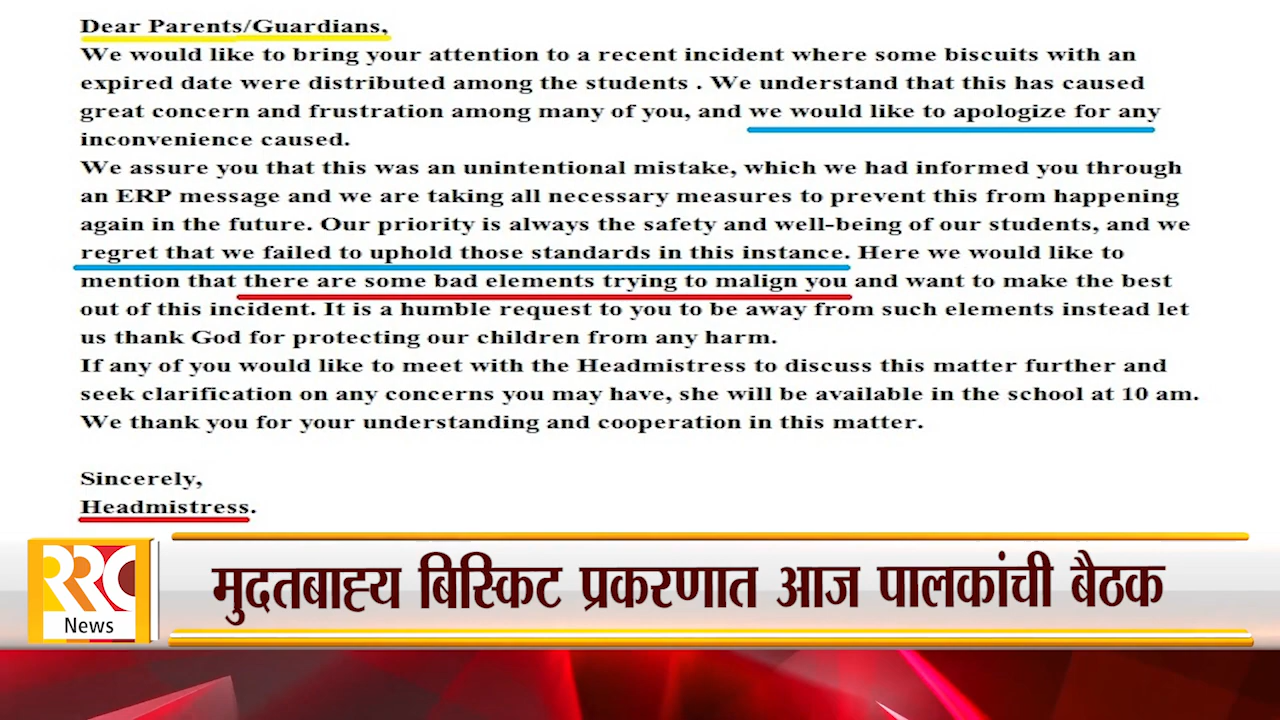 Dear Parents/Guardians,
We would like to bring your attention to a recent incident where some biscuits with an
expired date were distributed among the students . We understand that this has caused
great concern and frustration among many of you, and we would like to apologize for any
inconvenience caused.
We assure you that this was an unintentional mistake, which we had informed you through
an ERP message and we are taking all necessary measures to prevent this from happening
again in the future. Our priority is always the safety and well-being of our students, and we
regret that we failed to uphold those standards in this instance. Here we would like to
mention that there are some bad elements trying to malign you and want to make the best
out of this incident. It is a humble request to you to be away from such elements instead let
us thank God for protecting our children from any harm.
If any of you would like to meet with the Headmistress to discuss this matter further and
seek clarification on any concerns you may have, she will be available in the school at 10 am.
We thank you for your understanding and cooperation in this matter.
Sincerely,
Headmistress.
RRC
News
मुदतबाह्य बिस्किट प्रकरणात आज पालकांची बैठक